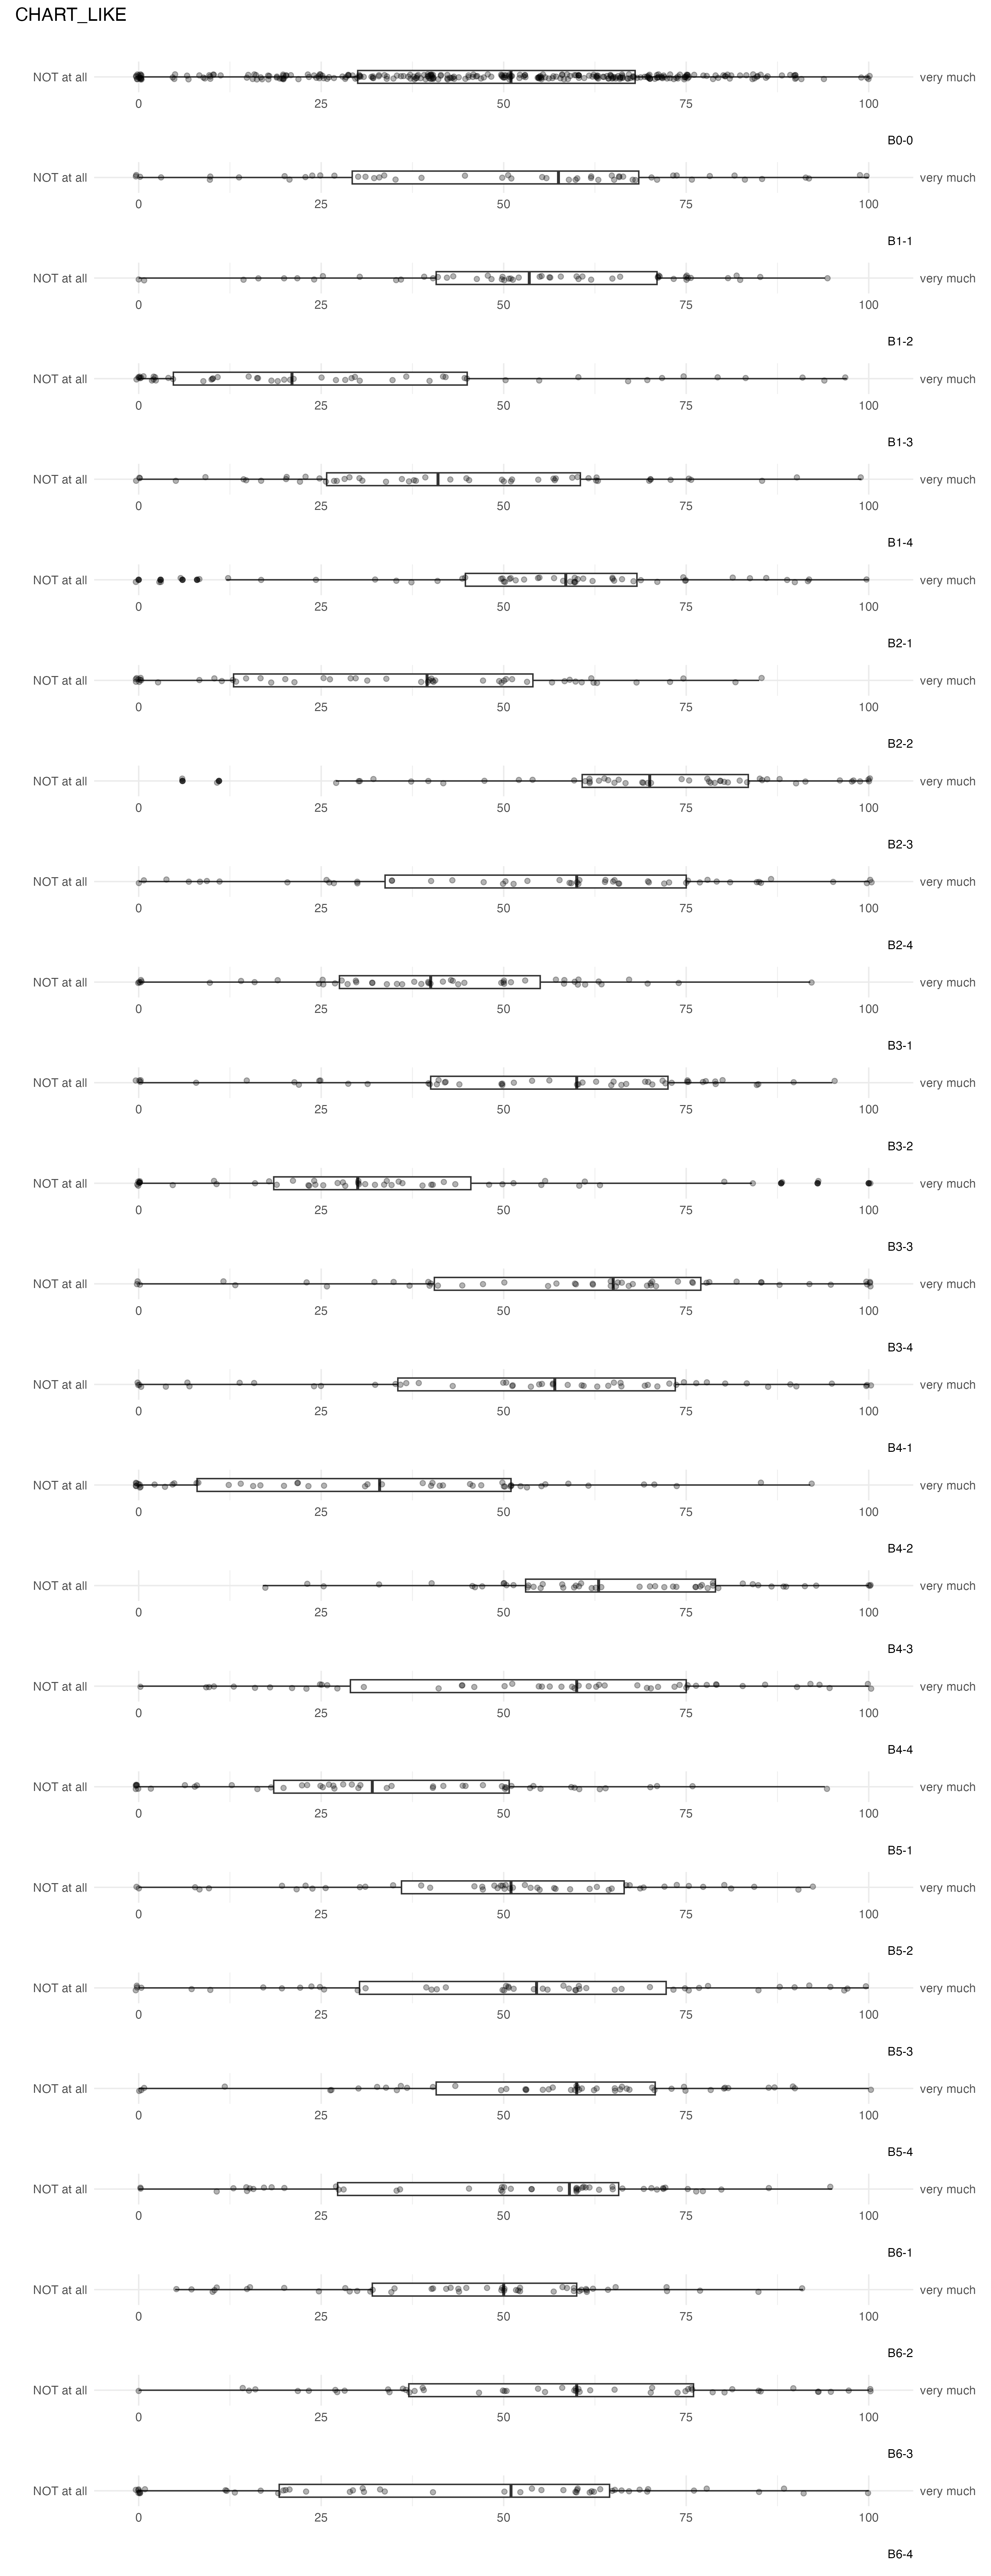 CHART_LIKE
NOT at all very much
0 25 50 75 100
B0-0
NOT at all very much
0 25 50 75 100
B1-1
NOT at all very much
0 25 50 75 100
B1-2
NOT at all very much
0 25 50 75 100
B1-3
NOT at all very much
0 25 50 75 100
B1-4
NOT at all very much
0 25 50 75 100
B2-1
NOT at all very much
0 25 50 75 100
B2-2
NOT at all very much
0 25 50 75 100
B2-3
NOT at all very much
0 25 50 75 100
B2-4
NOT at all very much
0 25 50 75 100
B3-1
NOT at all very much
0 25 50 75 100
B3-2
NOT at all very much
0 25 50 75 100
B3-3
NOT at all very much
0 25 50 75 100
B3-4
NOT at all very much
0 25 50 75 100
B4-1
NOT at all very much
0 25 50 75 100
B4-2
NOT at all very much
0 25 50 75 100
B4-3
NOT at all very much
0 25 50 75 100
B4-4
NOT at all very much
0 25 50 75 100
B5-1
NOT at all very much
0 25 50 75 100
B5-2
NOT at all very much
0 25 50 75 100
B5-3
NOT at all very much
0 25 50 75 100
B5-4
NOT at all very much
0 25 50 75 100
B6-1
NOT at all very much
0 25 50 75 100
B6-2
NOT at all very much
0 25 50 75 100
B6-3
NOT at all very much
0 25 50 75 100
B6-4